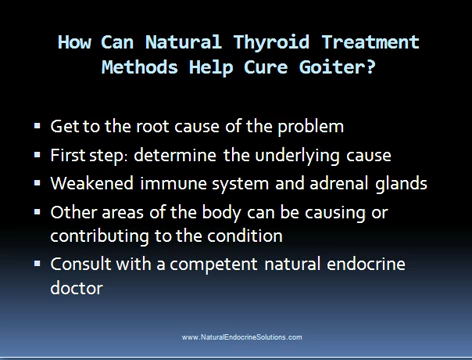 How Can Natural Thyroid Treatment
Methods Help Cure Goiter?
Get to the root cause of the problem
First step: determine the underlying cause
Weakened immune system and adrenal glands
Other areas of the body can be causing or
contributing to the condition
Consult with a competent natural endocrine
doctor
www.NaturalEndocrineSolutions.com